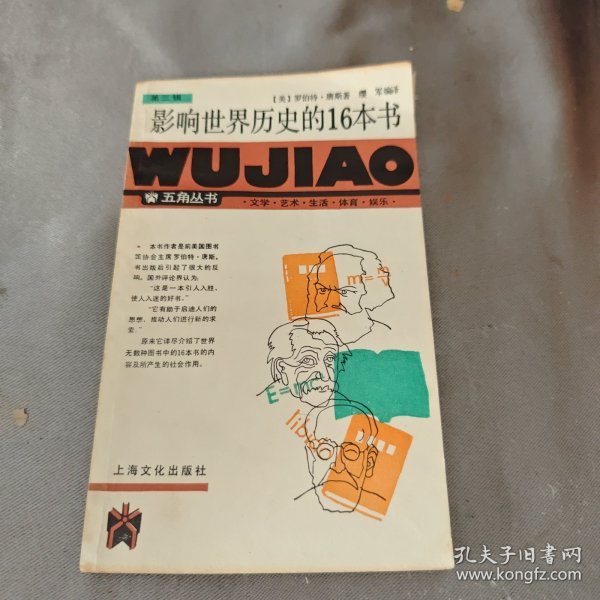 第三辑
【美】罗伯特·唐斯著 缨军编译
影响世界历史的16本书
WUJIAO
五角丛书
·文学·艺术·生活·体育·娱乐·
本书作者是前美国图书
馆协会主席罗伯特·唐斯。
书出版后引起了很大的反
响。国外评论界认为：
“这是一本引人入胜，
使人入迷的好书。”
“它有助于启迪人们的
思想，推动人们进行新的求
索。”
原来它详尽介绍了世界
无数种图书中的16本书的内
容及所产生的社会作用。
E=mc²
上海文化出版社
孔夫子旧书网
www.kongfz.com